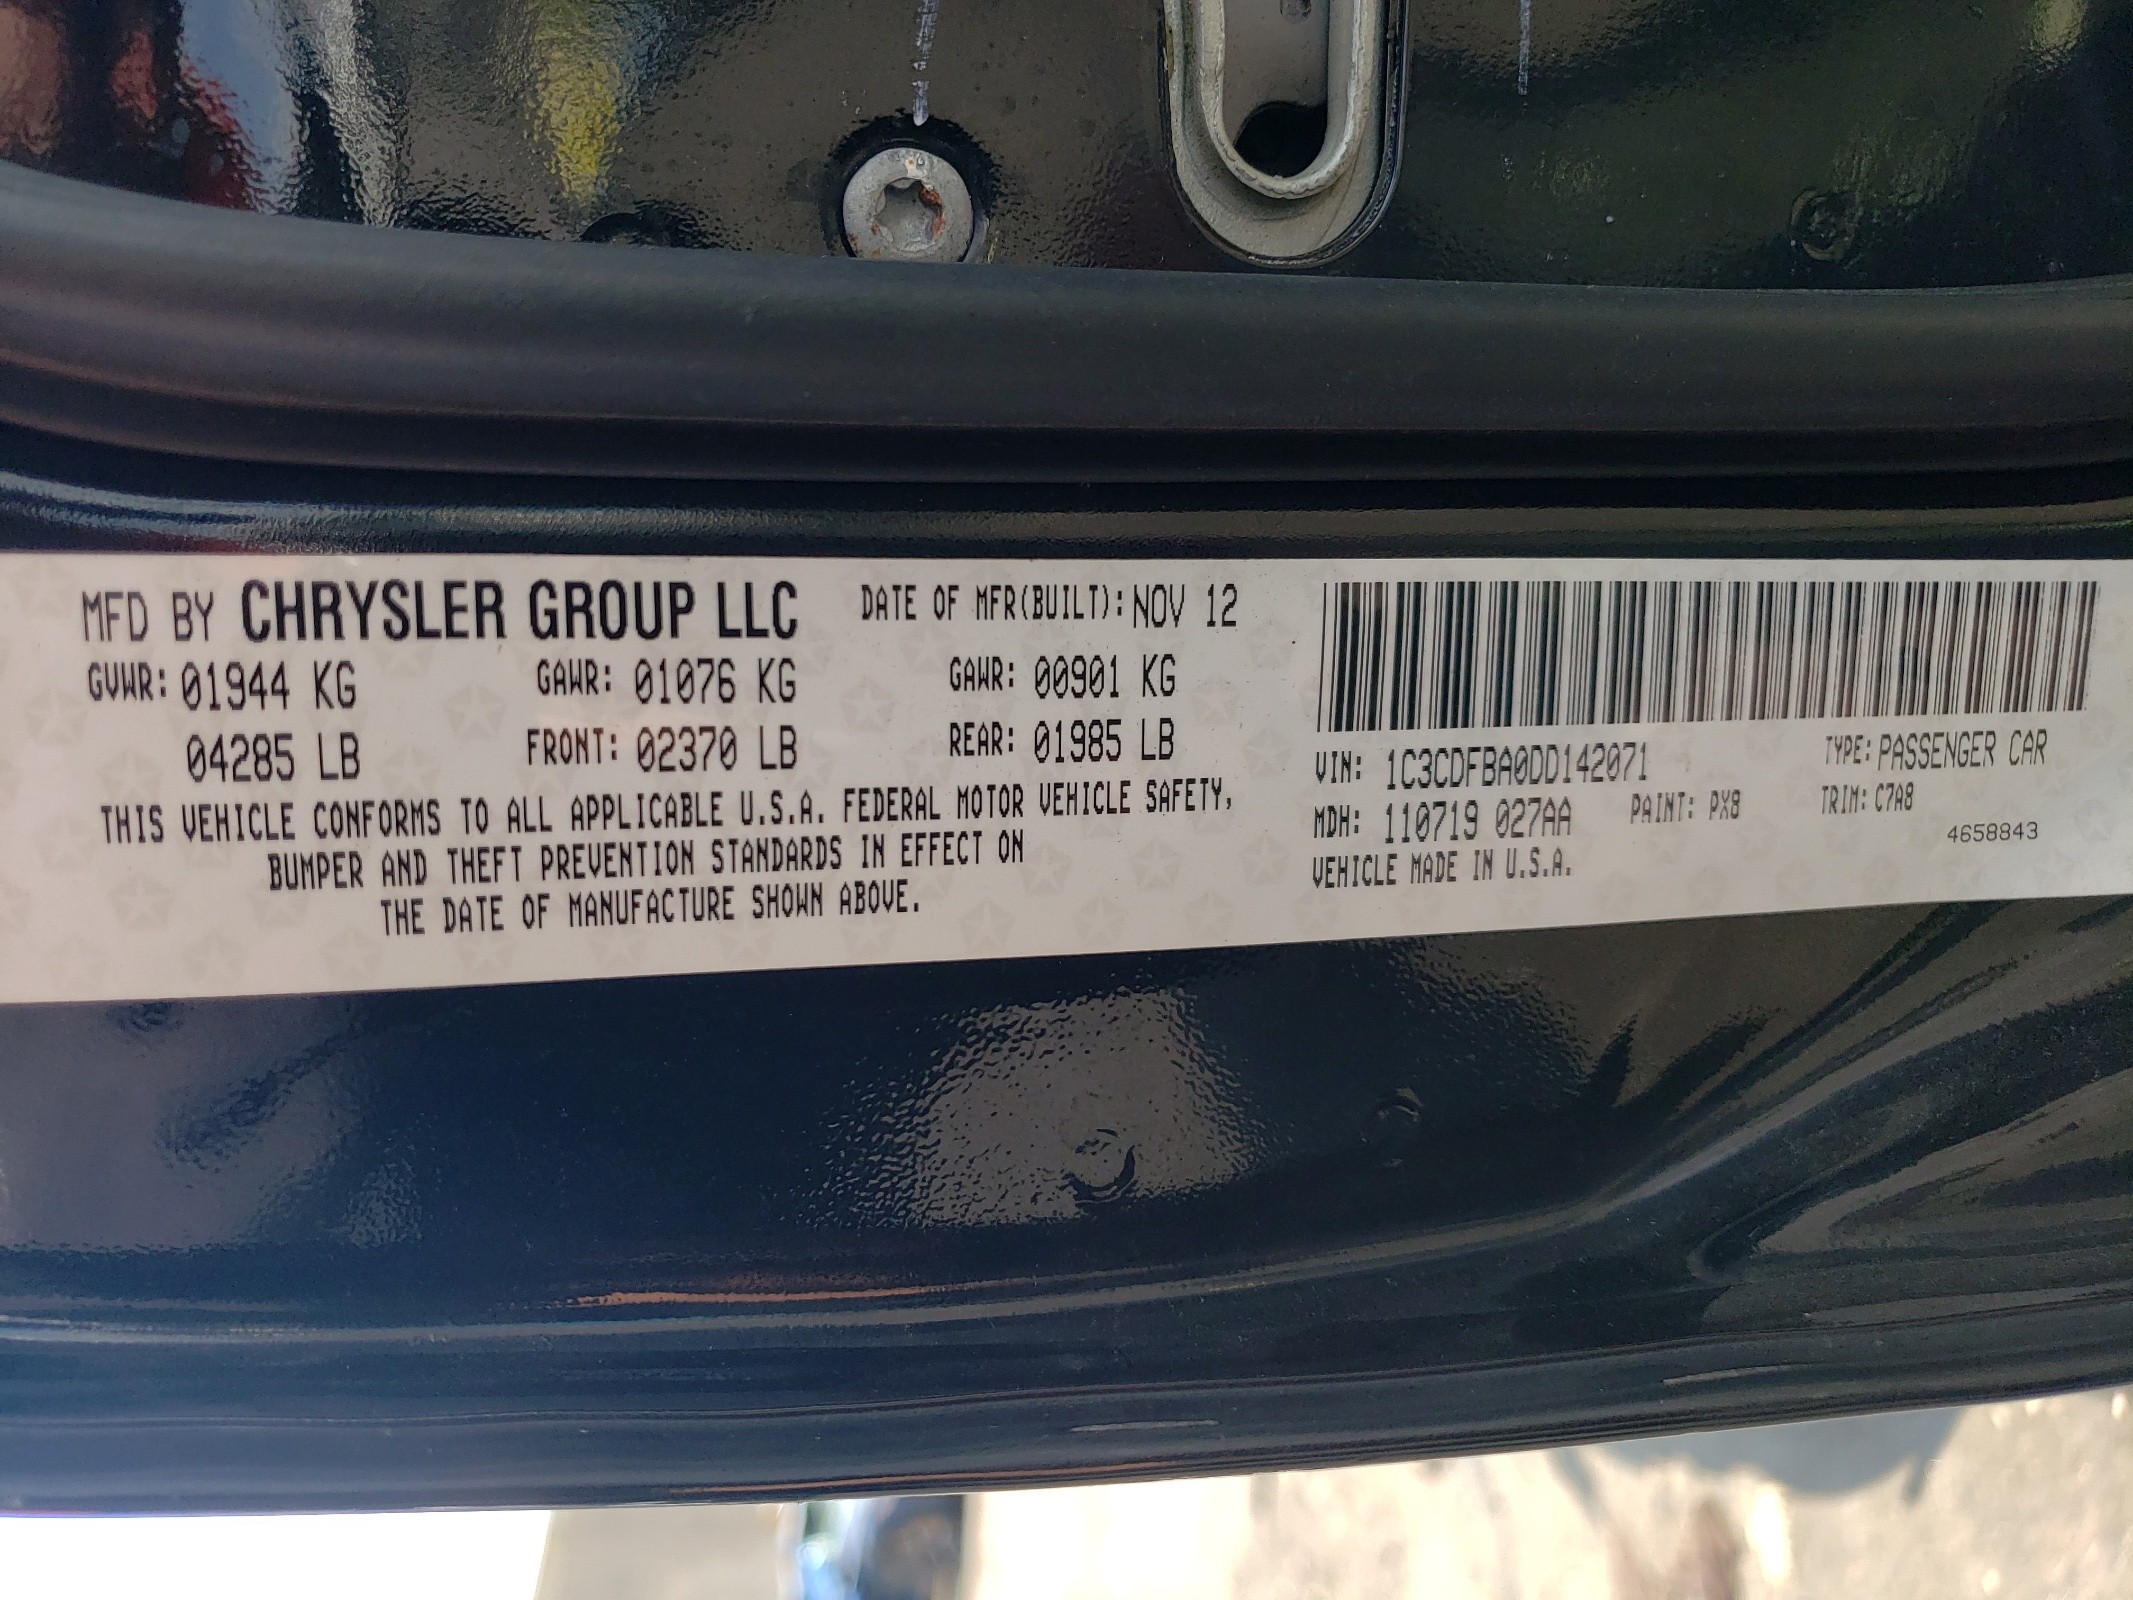 MFD BY CHRYSLER GROUP LLC DATE OF MFR(BUILT): NOV 12
GVWR: 01944 KG GAWR: 01076 KG GAWR: 00901 KG
04285 LB FRONT: 02370 LB REAR: 01985 LB
THIS VEHICLE CONFORMS TO ALL APPLICABLE U.S.A. FEDERAL MOTOR VEHICLE SAFETY,
BUMPER AND THEFT PREVENTION STANDARDS IN EFFECT ON
THE DATE OF MANUFACTURE SHOWN ABOVE.
VIN: 1C3CDFBA0DD142071 TYPE: PASSENGER CAR
MDH: 110719 027AA PAINT: PX8 TRIM: C7A8
VEHICLE MADE IN U.S.A. 4658843